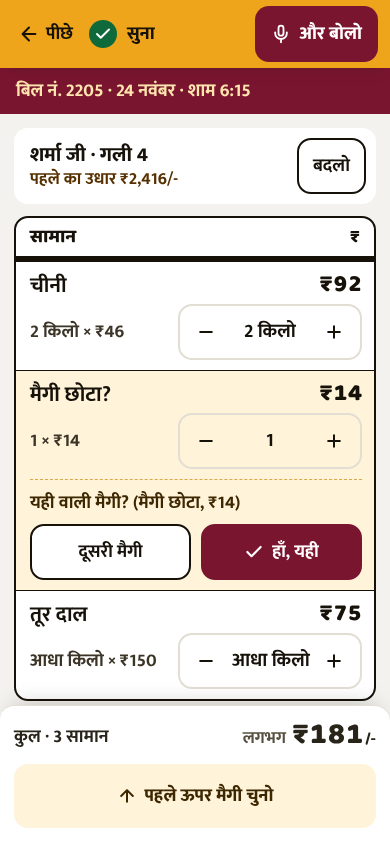 पीछे सुना और बोलो
बिल नं. 2205 · 24 नवंबर · शाम 6:15
शर्मा जी · गली 4
पहले का उधार ₹2,416/-
बदलो
सामान ₹
चीनी ₹92
2 किलो × ₹46 − 2 किलो +
मैगी छोटा? ₹14
1 × ₹14 − 1 +
यही वाली मैगी? (मैगी छोटा, ₹14)
दूसरी मैगी हाँ, यही
तूर दाल ₹75
आधा किलो × ₹150 − आधा किलो +
कुल · 3 सामान लगभग ₹181/-
पहले ऊपर मैगी चुनो